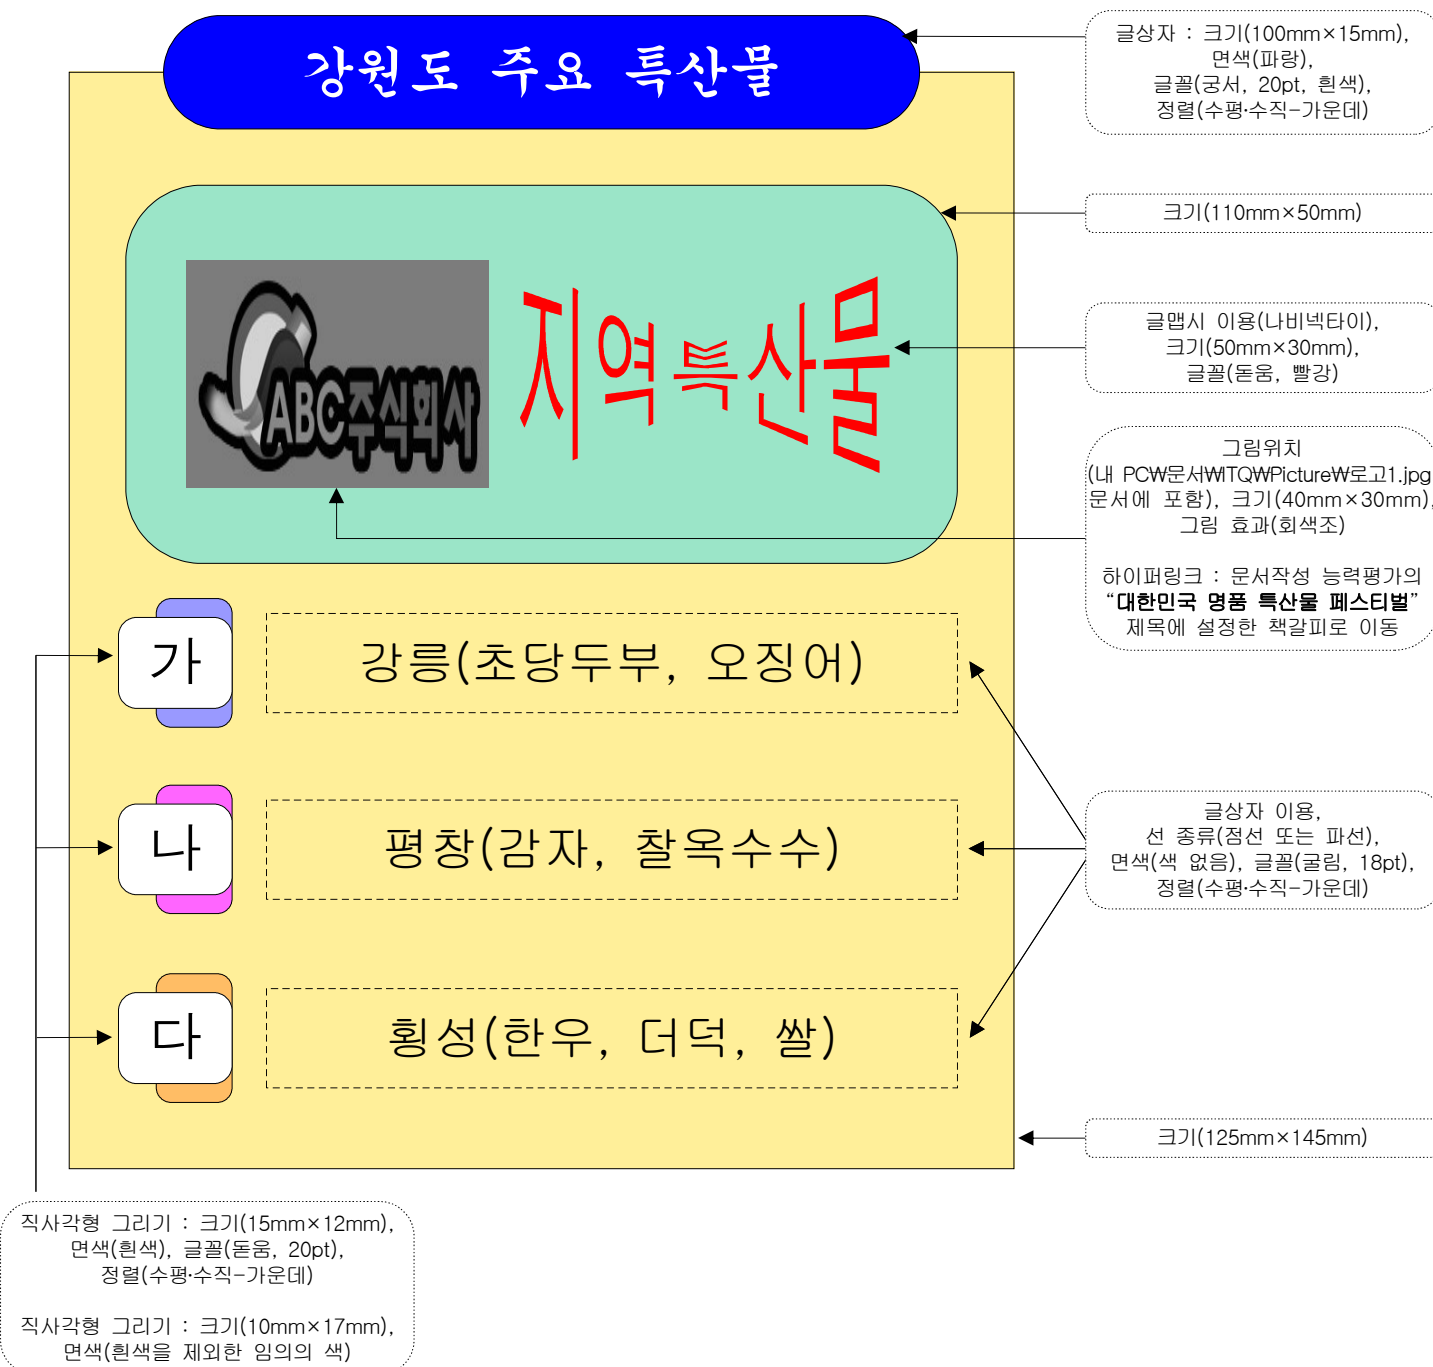 강원도 주요 특산물
글상자 : 크기(100mm×15mm),
면색(파랑),
글꼴(궁서, 20pt, 흰색),
정렬(수평·수직-가운데)
크기(110mm×50mm)
ABC주식회사
지역특산물
글맵시 이용(나비넥타이),
크기(50mm×30mm),
글꼴(돋움, 빨강)
그림위치
(내 PC₩문서₩ITQ₩Picture₩로고1.jpg
문서에 포함), 크기(40mm×30mm),
그림 효과(회색조)
하이퍼링크 : 문서작성 능력평가의
“대한민국 명품 특산물 페스티벌”
제목에 설정한 책갈피로 이동
가
강릉(초당두부, 오징어)
나
평창(감자, 찰옥수수)
글상자 이용,
선 종류(점선 또는 파선),
면색(색 없음), 글꼴(굴림, 18pt),
정렬(수평·수직-가운데)
다
횡성(한우, 더덕, 쌀)
크기(125mm×145mm)
직사각형 그리기 : 크기(15mm×12mm),
면색(흰색), 글꼴(돋움, 20pt),
정렬(수평·수직-가운데)
직사각형 그리기 : 크기(10mm×17mm),
면색(흰색을 제외한 임의의 색)